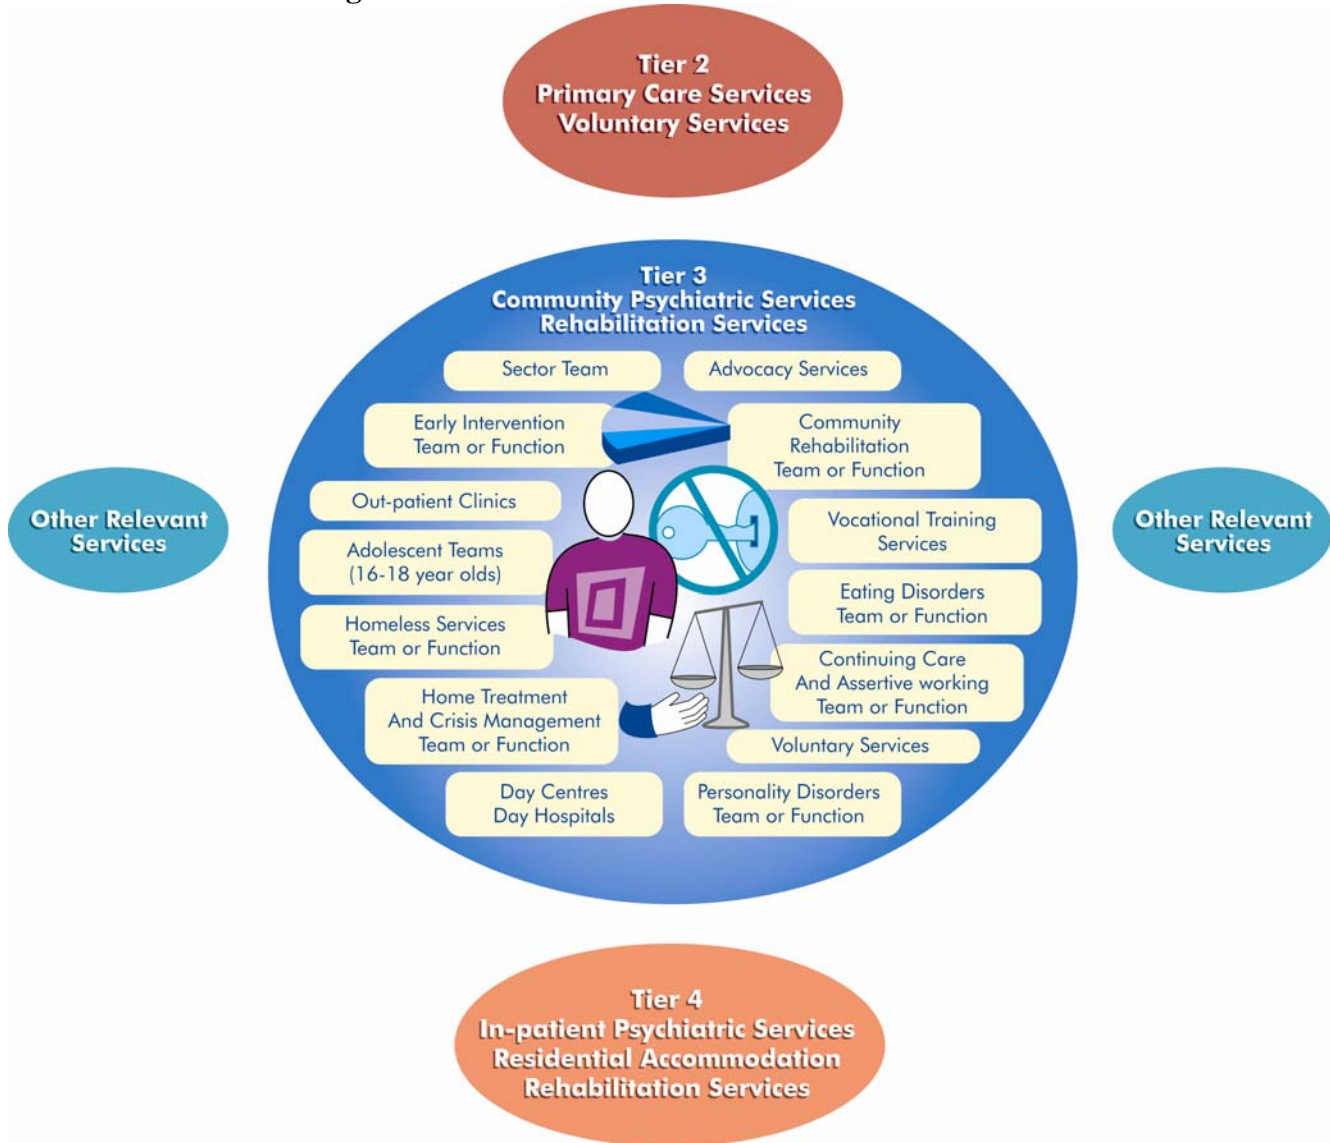 Tier 2
Primary Care Services
Voluntary Services
Tier 3
Community Psychiatric Services
Rehabilitation Services
Sector Team
Advocacy Services
Early Intervention
Team or Function
Community
Rehabilitation
Team or Function
Out-patient Clinics
Vocational Training
Services
Other Relevant
Services
Other Relevant
Services
Adolescent Teams
(16-18 year olds)
Eating Disorders
Team or Function
Homeless Services
Team or Function
Continuing Care
And Assertive working
Team or Function
Home Treatment
And Crisis Management
Team or Function
Voluntary Services
Day Centres
Day Hospitals
Personality Disorders
Team or Function
Tier 4
In-patient Psychiatric Services
Residential Accommodation
Rehabilitation Services